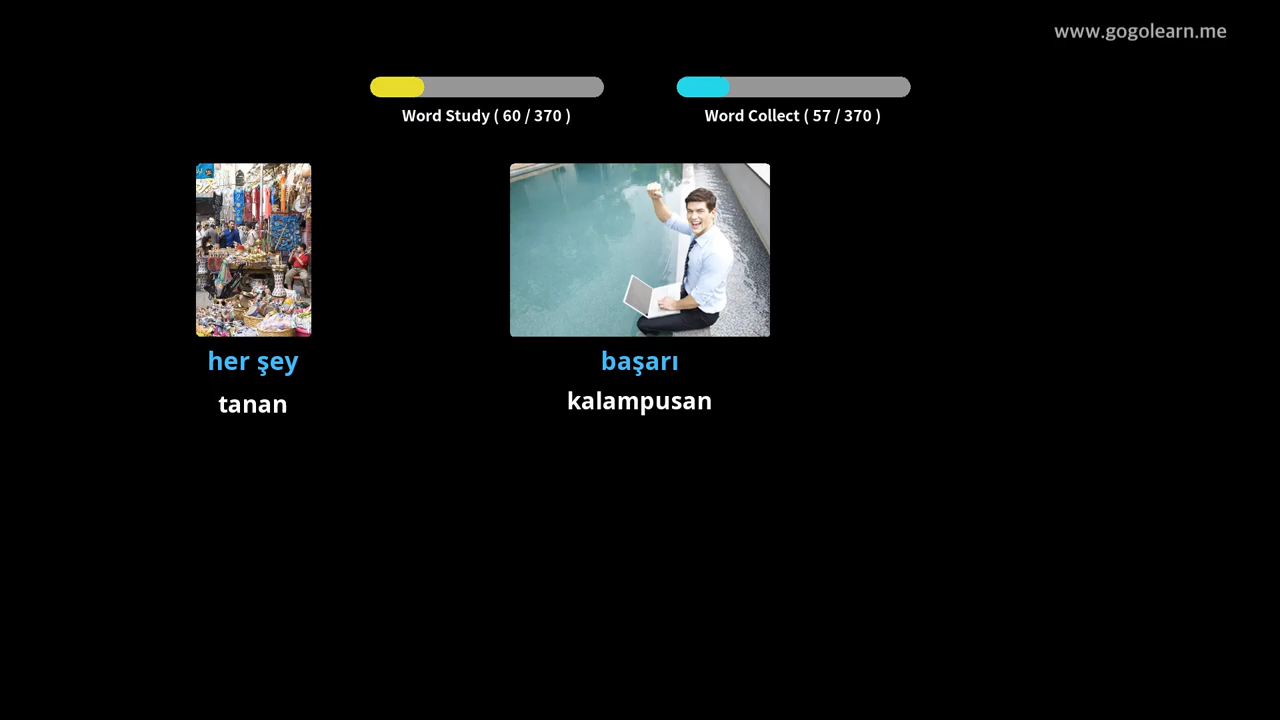 www.gogolearn.me
Word Study ( 60 / 370 )
Word Collect ( 57 / 370 )
her şey
tanan
başarı
kalampusan